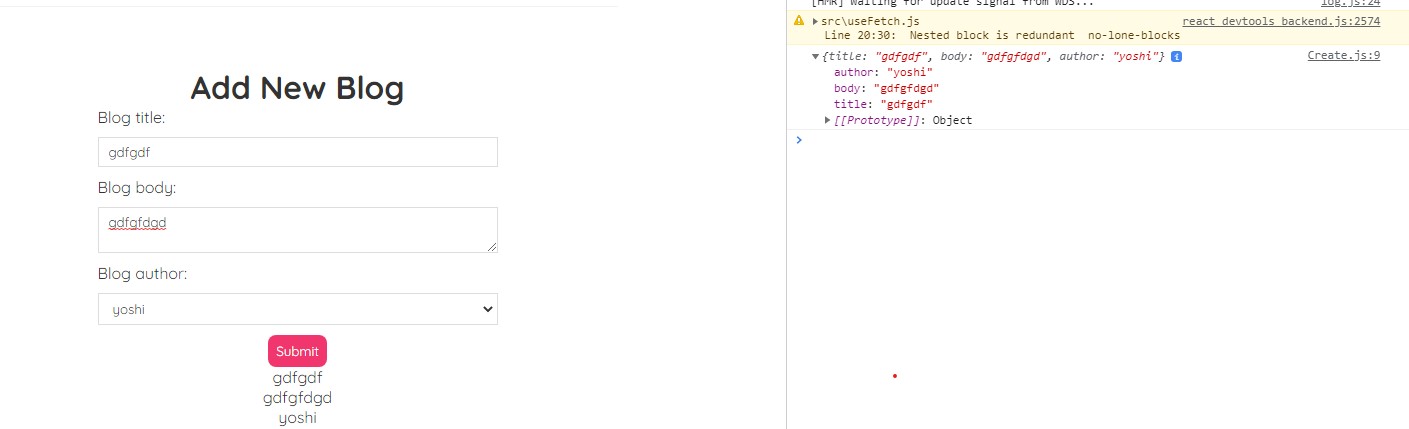 Add New Blog
Blog title:
gdfgdf
Blog body:
gdfgfdgd
Blog author:
yoshi
Submit
gdfgdf
gdfgfdgd
yoshi
[HMR] Waiting for update signal from WDS... log.js:24
src\useFetch.js react_devtools_backend.js:2574
Line 20:30: Nested block is redundant no-lone-blocks
{title: "gdfgdf", body: "gdfgfdgd", author: "yoshi"} i Create.js:9
author: "yoshi"
body: "gdfgfdgd"
title: "gdfgdf"
[[Prototype]]: Object